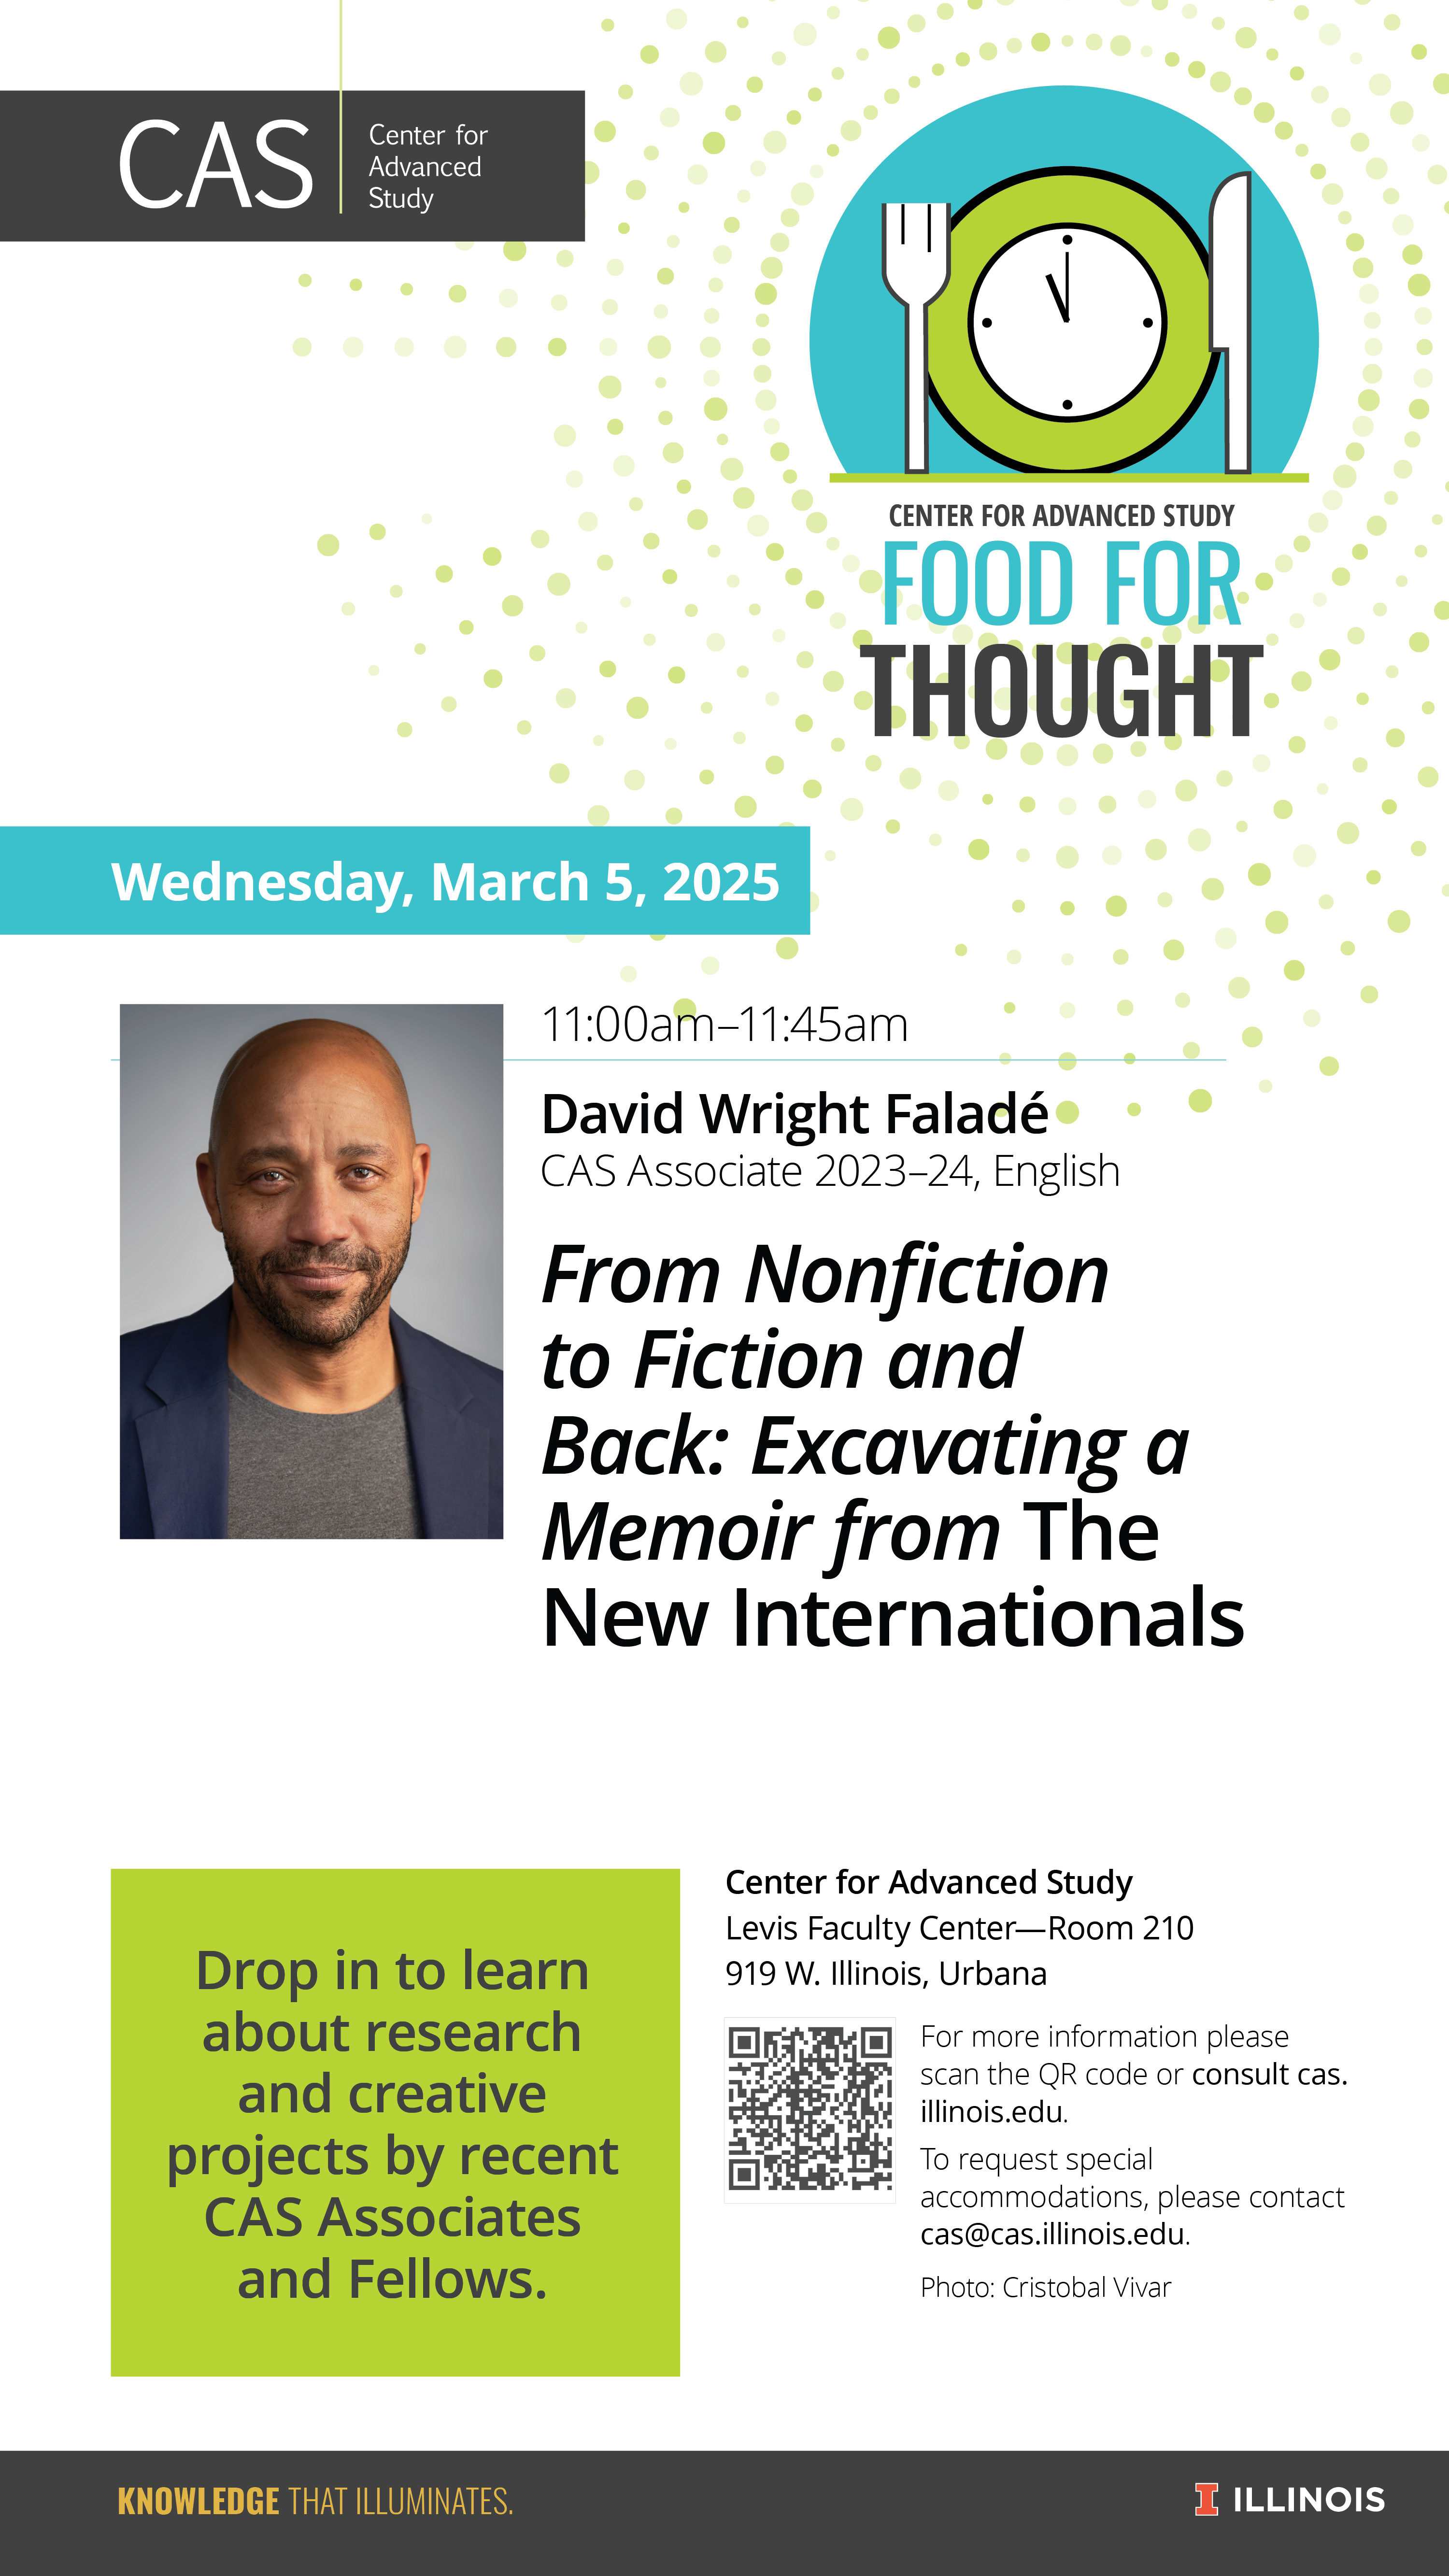 CAS
Center for
Advanced
Study
CENTER FOR ADVANCED STUDY
FOOD FOR
THOUGHT
Wednesday, March 5, 2025
11:00am–11:45am
David Wright Faladé
CAS Associate 2023–24, English
From Nonfiction
to Fiction and
Back: Excavating a
Memoir from The
New Internationals
Drop in to learn
about research
and creative
projects by recent
CAS Associates
and Fellows.
Center for Advanced Study
Levis Faculty Center—Room 210
919 W. Illinois, Urbana
For more information please
scan the QR code or consult cas.
illinois.edu.
To request special
accommodations, please contact
cas@cas.illinois.edu.
Photo: Cristobal Vivar
KNOWLEDGE THAT ILLUMINATES.
I ILLINOIS